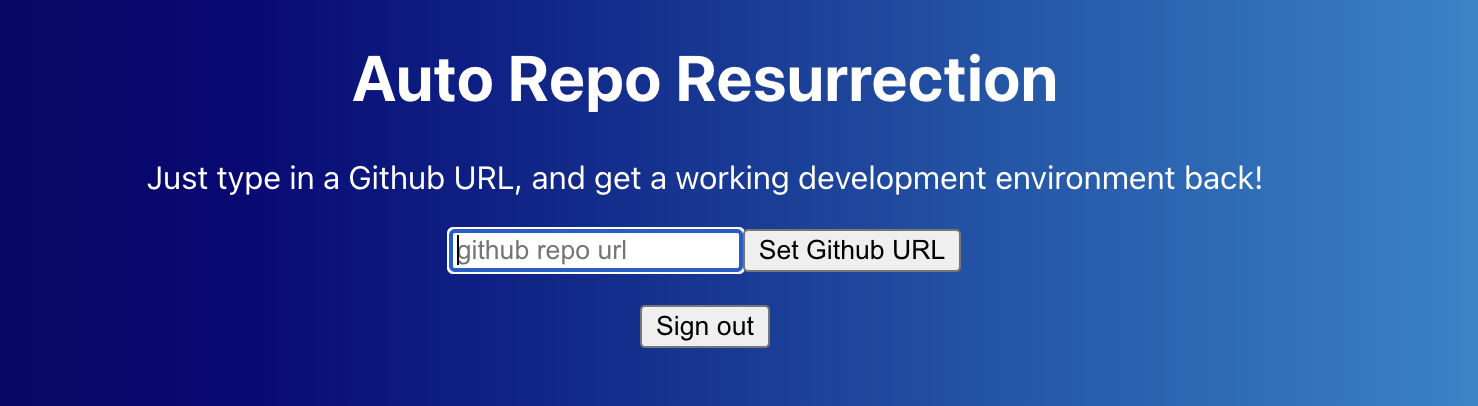 Auto Repo Resurrection
Just type in a Github URL, and get a working development environment back!
github repo url Set Github URL
Sign out